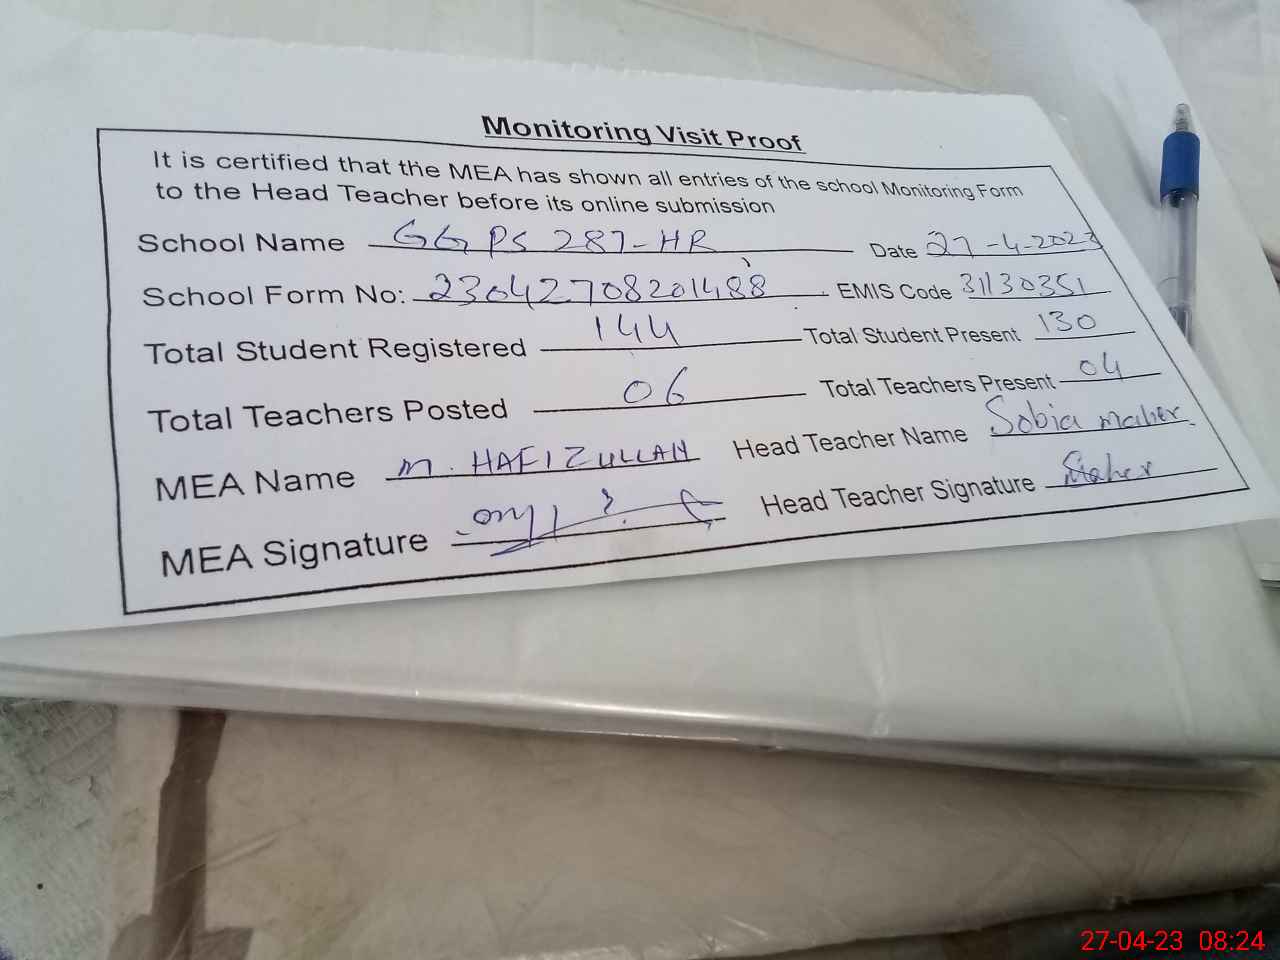 Monitoring Visit Proof
It is certified that the MEA has shown all entries of the school Monitoring Form
to the Head Teacher before its online submission
School Name GGPS 287-HR Date 27-4-2023
School Form No: 23042708201488 EMIS Code 31130351
Total Student Registered 144 Total Student Present 130
Total Teachers Posted 06 Total Teachers Present 04
MEA Name M. HAFIZULLAH Head Teacher Name Sobia maher
MEA Signature Head Teacher Signature Maher
27-04-23 08:24